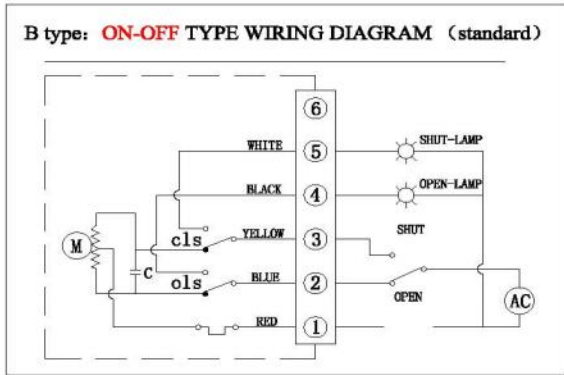 B type: ON-OFF TYPE WIRING DIAGRAM (standard)
6
WHITE 5 SHUT-LAMP
BLACK 4 OPEN-LAMP
cls YELLOW 3 SHUT
M C ols BLUE 2 OPEN AC
RED 1